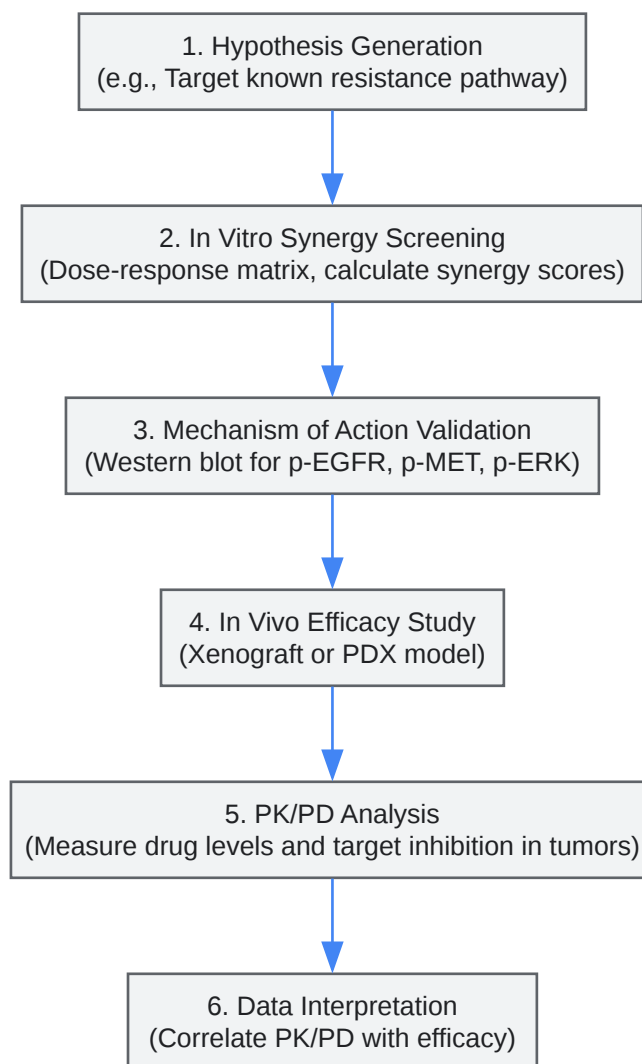 1. Hypothesis Generation
(e.g., Target known resistance pathway)
2. In Vitro Synergy Screening
(Dose-response matrix, calculate synergy scores)
3. Mechanism of Action Validation
(Western blot for p-EGFR, p-MET, p-ERK)
4. In Vivo Efficacy Study
(Xenograft or PDX model)
5. PK/PD Analysis
(Measure drug levels and target inhibition in tumors)
6. Data Interpretation
(Correlate PK/PD with efficacy)